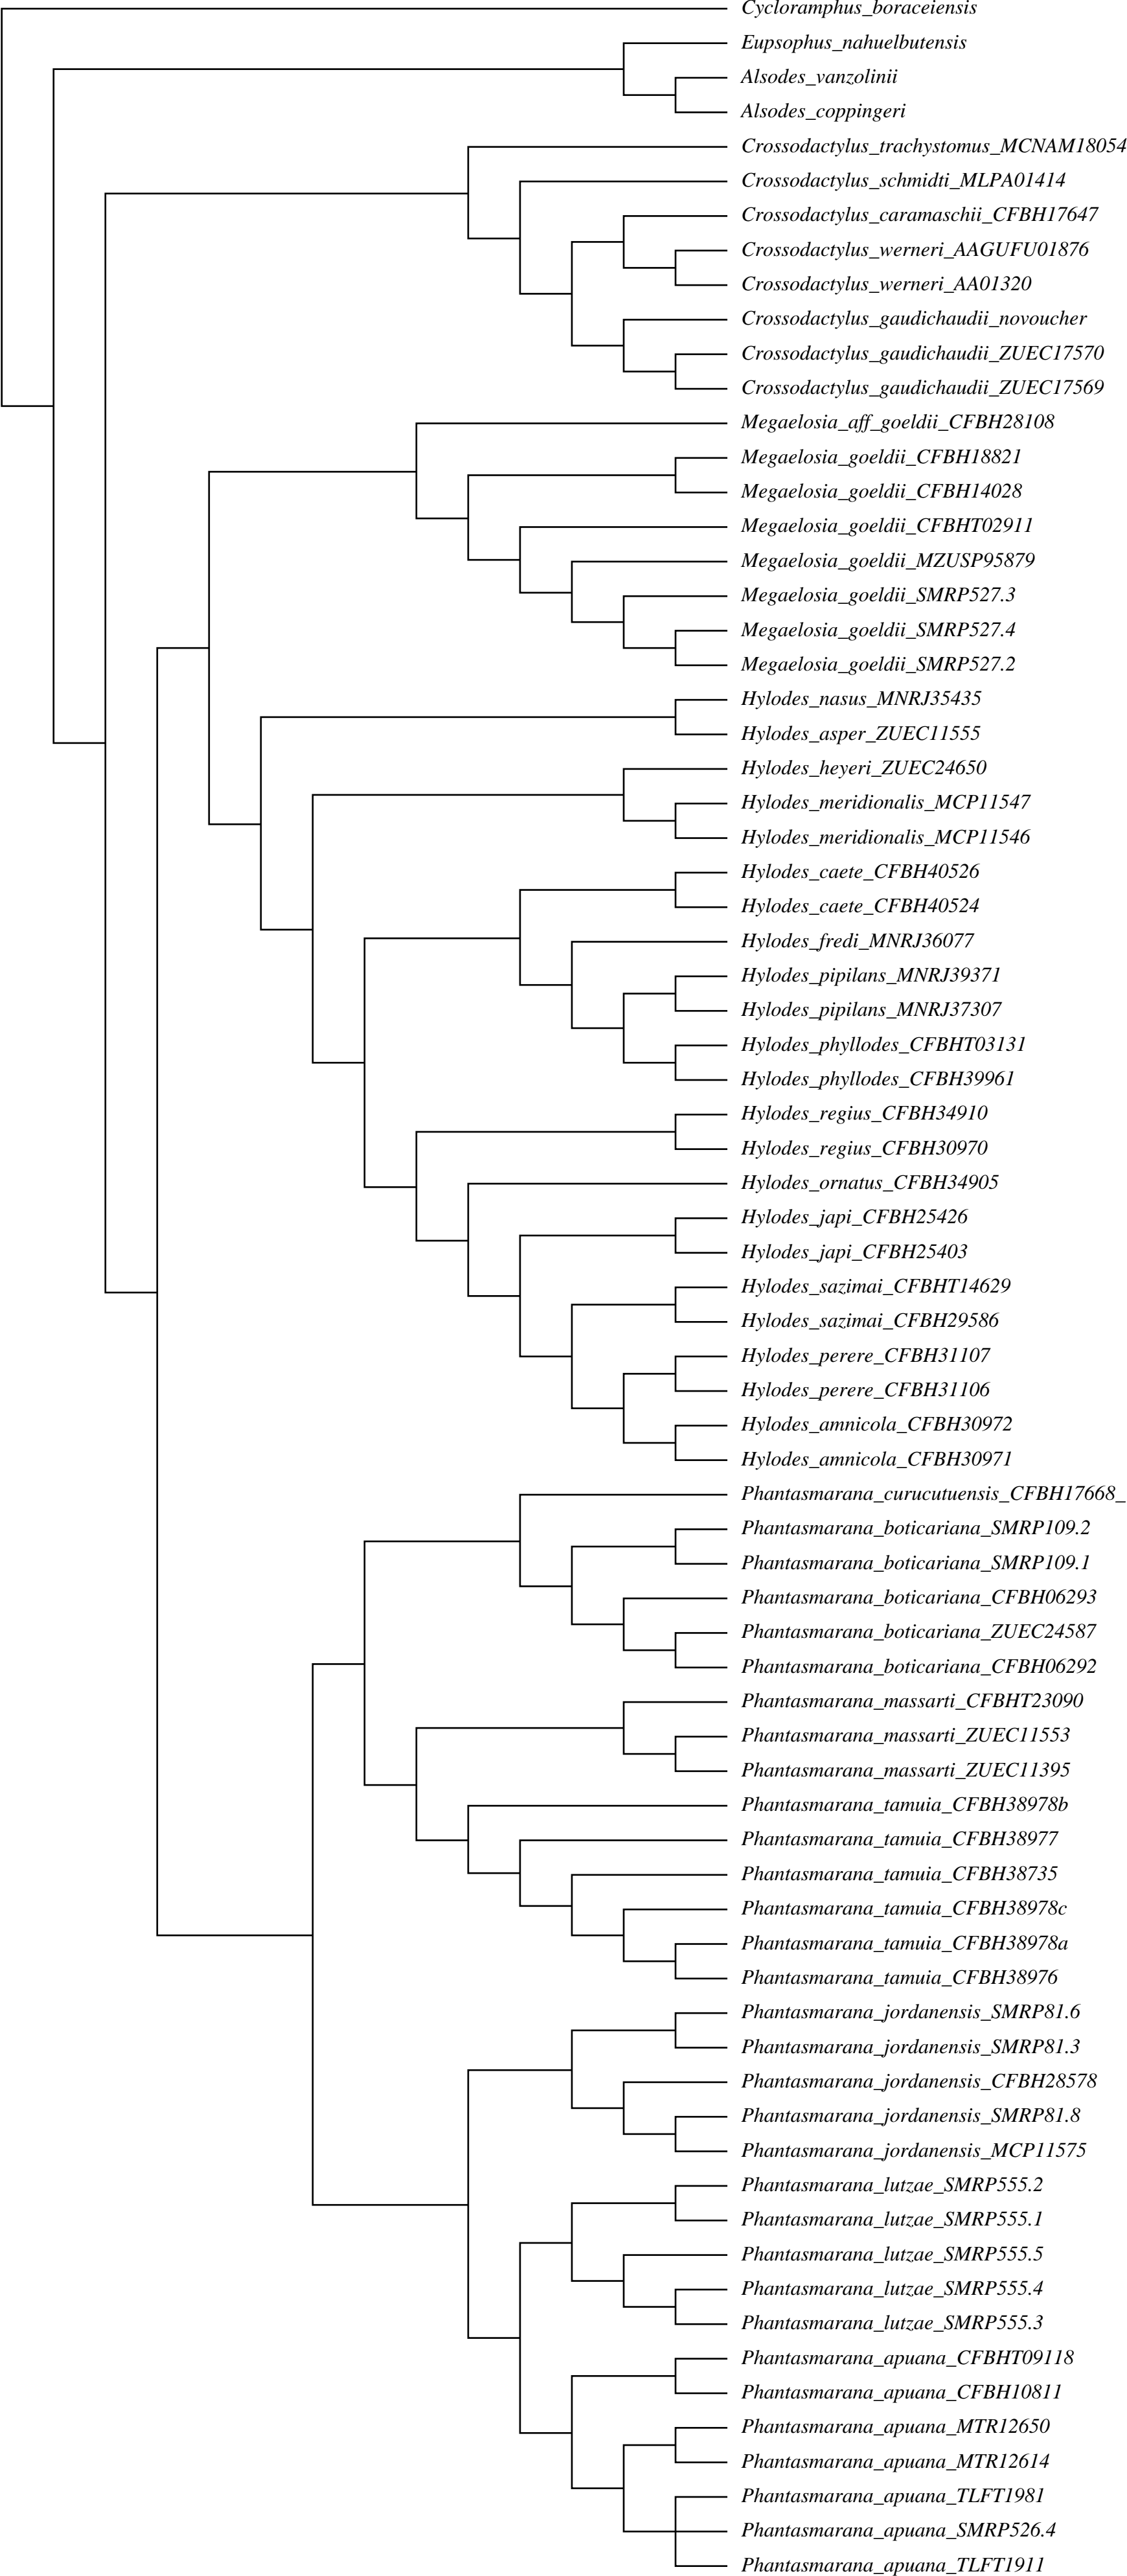 Cycloramphus_boraceiensis
Eupsophus_nahuelbutensis
Alsodes_vanzolinii
Alsodes_coppingeri
Crossodactylus_trachystomus_MCNAM18054
Crossodactylus_schmidti_MLPA01414
Crossodactylus_caramaschii_CFBH17647
Crossodactylus_werneri_AAGUFU01876
Crossodactylus_werneri_AA01320
Crossodactylus_gaudichaudii_novoucher
Crossodactylus_gaudichaudii_ZUEC17570
Crossodactylus_gaudichaudii_ZUEC17569
Megaelosia_aff_goeldii_CFBH28108
Megaelosia_goeldii_CFBH18821
Megaelosia_goeldii_CFBH14028
Megaelosia_goeldii_CFBHT02911
Megaelosia_goeldii_MZUSP95879
Megaelosia_goeldii_SMRP527.3
Megaelosia_goeldii_SMRP527.4
Megaelosia_goeldii_SMRP527.2
Hylodes_nasus_MNRJ35435
Hylodes_asper_ZUEC11555
Hylodes_heyeri_ZUEC24650
Hylodes_meridionalis_MCP11547
Hylodes_meridionalis_MCP11546
Hylodes_caete_CFBH40526
Hylodes_caete_CFBH40524
Hylodes_fredi_MNRJ36077
Hylodes_pipilans_MNRJ39371
Hylodes_pipilans_MNRJ37307
Hylodes_phyllodes_CFBHT03131
Hylodes_phyllodes_CFBH39961
Hylodes_regius_CFBH34910
Hylodes_regius_CFBH30970
Hylodes_ornatus_CFBH34905
Hylodes_japi_CFBH25426
Hylodes_japi_CFBH25403
Hylodes_sazimai_CFBHT14629
Hylodes_sazimai_CFBH29586
Hylodes_perere_CFBH31107
Hylodes_perere_CFBH31106
Hylodes_amnicola_CFBH30972
Hylodes_amnicola_CFBH30971
Phantasmarana_curucutuensis_CFBH17668_
Phantasmarana_boticariana_SMRP109.2
Phantasmarana_boticariana_SMRP109.1
Phantasmarana_boticariana_CFBH06293
Phantasmarana_boticariana_ZUEC24587
Phantasmarana_boticariana_CFBH06292
Phantasmarana_massarti_CFBHT23090
Phantasmarana_massarti_ZUEC11553
Phantasmarana_massarti_ZUEC11395
Phantasmarana_tamuia_CFBH38978b
Phantasmarana_tamuia_CFBH38977
Phantasmarana_tamuia_CFBH38735
Phantasmarana_tamuia_CFBH38978c
Phantasmarana_tamuia_CFBH38978a
Phantasmarana_tamuia_CFBH38976
Phantasmarana_jordanensis_SMRP81.6
Phantasmarana_jordanensis_SMRP81.3
Phantasmarana_jordanensis_CFBH28578
Phantasmarana_jordanensis_SMRP81.8
Phantasmarana_jordanensis_MCP11575
Phantasmarana_lutzae_SMRP555.2
Phantasmarana_lutzae_SMRP555.1
Phantasmarana_lutzae_SMRP555.5
Phantasmarana_lutzae_SMRP555.4
Phantasmarana_lutzae_SMRP555.3
Phantasmarana_apuana_CFBHT09118
Phantasmarana_apuana_CFBH10811
Phantasmarana_apuana_MTR12650
Phantasmarana_apuana_MTR12614
Phantasmarana_apuana_TLFT1981
Phantasmarana_apuana_SMRP526.4
Phantasmarana_apuana_TLFT1911